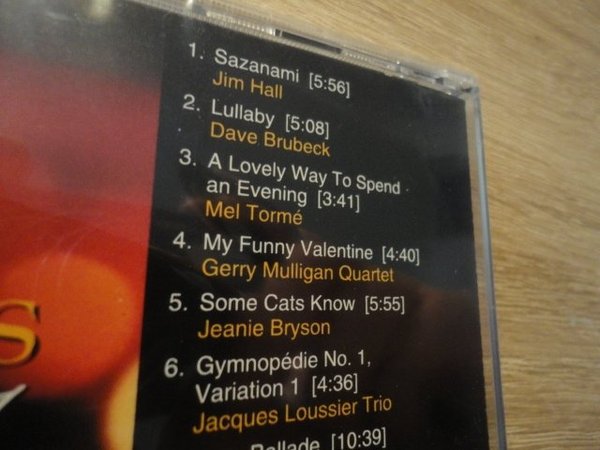 1. Sazanami [5:56]
Jim Hall
2. Lullaby [5:08]
Dave Brubeck
3. A Lovely Way To Spend
an Evening [3:41]
Mel Tormé
4. My Funny Valentine [4:40]
Gerry Mulligan Quartet
5. Some Cats Know [5:55]
Jeanie Bryson
6. Gymnopédie No. 1,
Variation 1 [4:36]
Jacques Loussier Trio
Ballade [10:39]
S